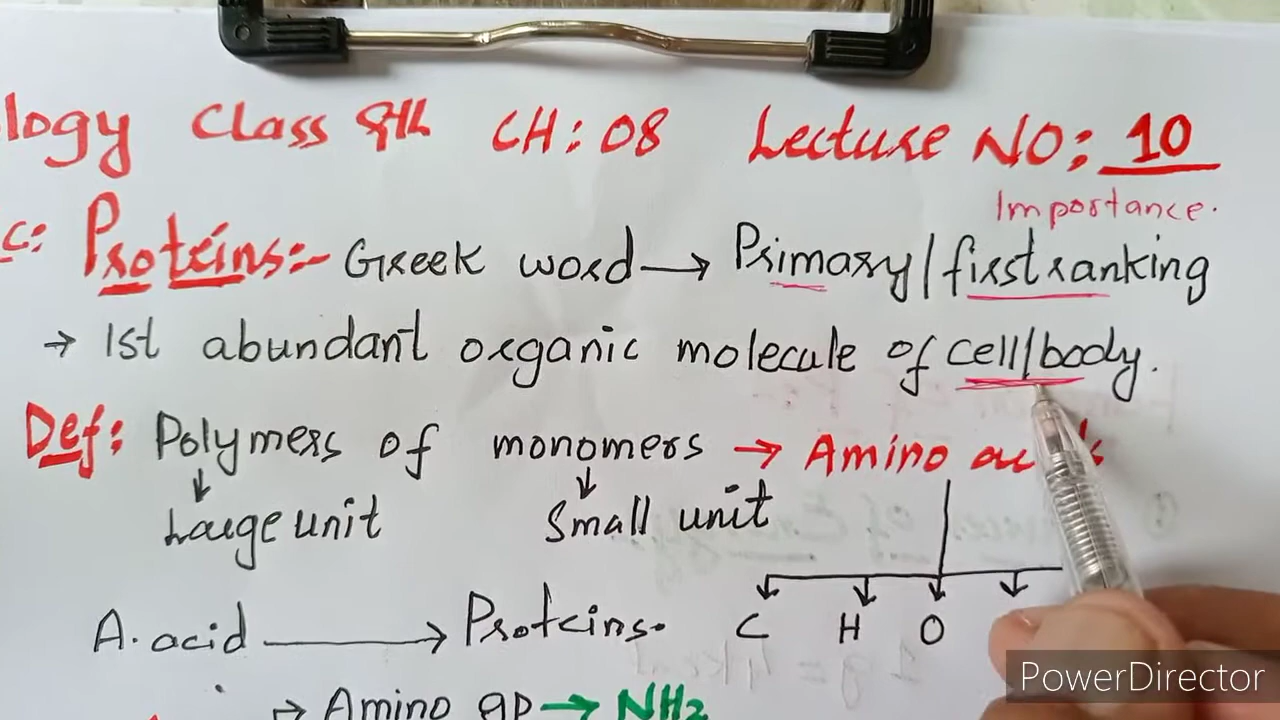 logy Class 9th CH: 08 Lecture NO: 10
Importance.
c: Proteins:- Greek word → Primary/first ranking
→ 1st abundant organic molecule of cell/body.
Def: Polymers of monomers → Amino
↓ ↓
Large unit Small unit
C H O
A. acid → Proteins.
→ Amino gp → NH2
PowerDirector